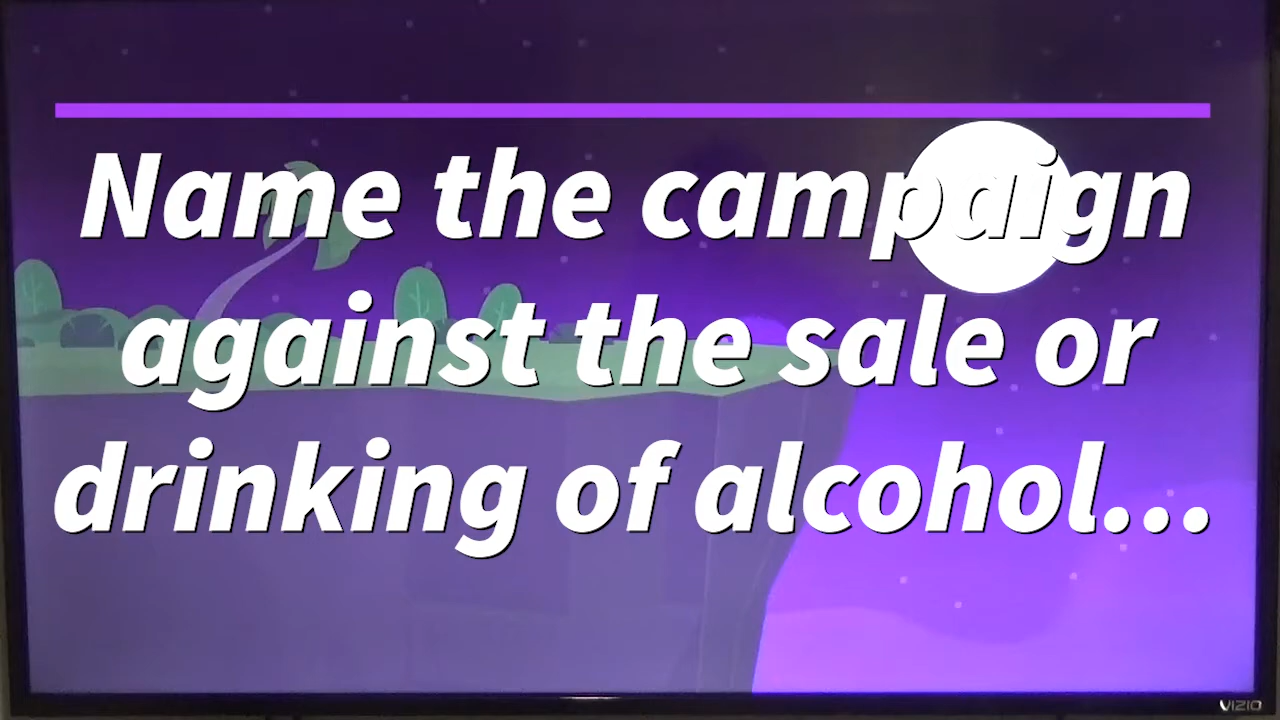 Name the campaign
against the sale or
drinking of alcohol...
VIZIO